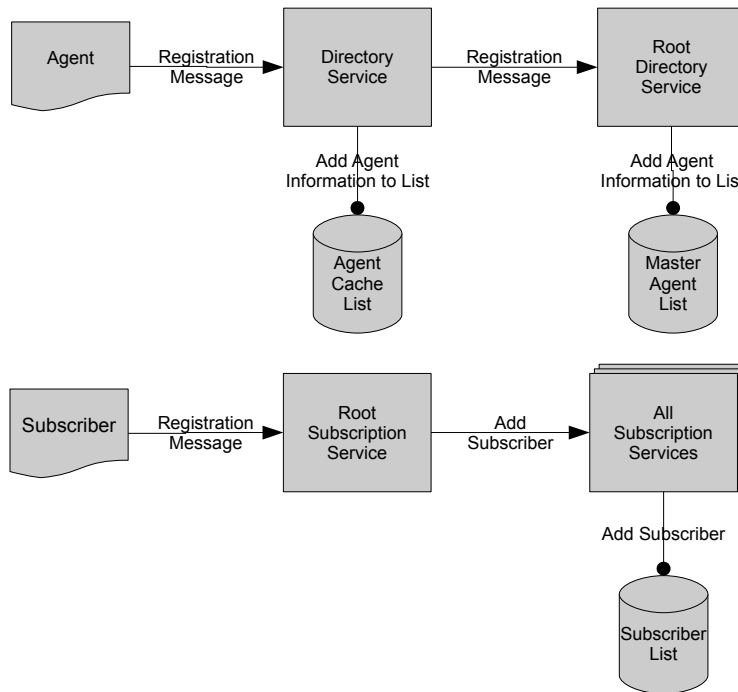 Agent
Registration
Message
Directory
Service
Registration
Message
Root
Directory
Service
Add Agent
Information to List
Add Agent
Information to Lis
Agent
Cache
List
Master
Agent
List
Subscriber
Registration
Message
Root
Subscription
Service
Add
Subscriber
All
Subscription
Services
Add Subscriber
Subscriber
List